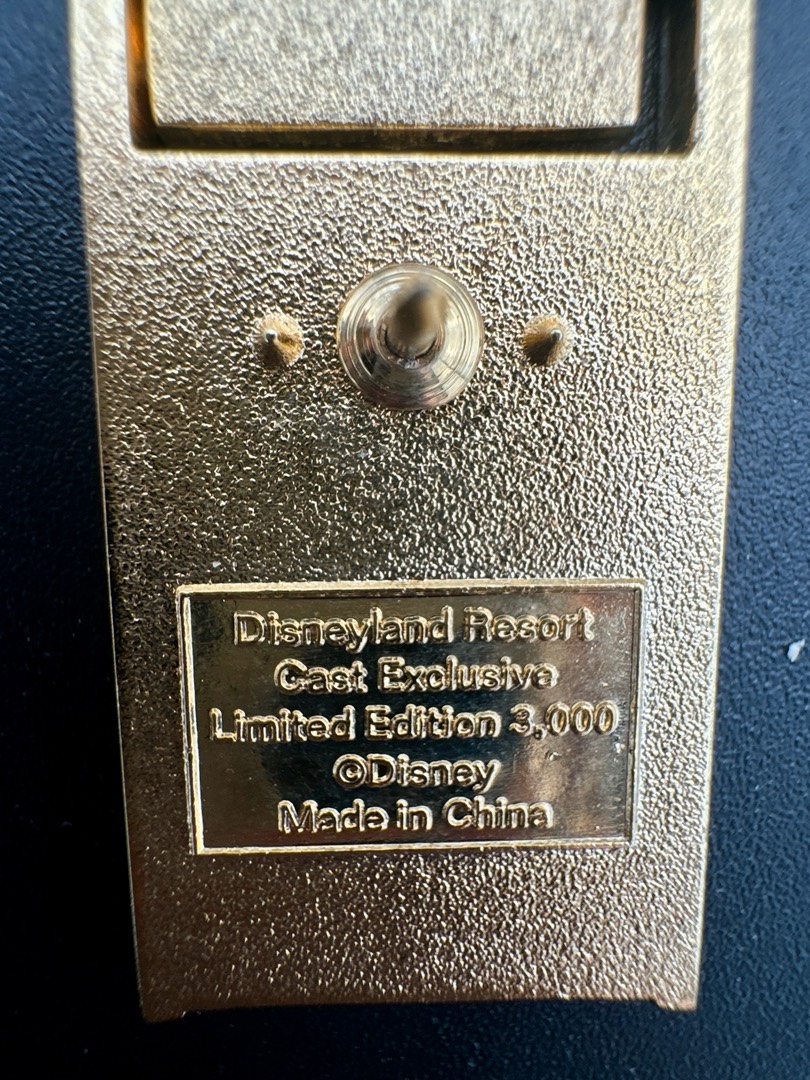 Disneyland Resort
Cast Exclusive
Limited Edition 3,000
©Disney
Made in China